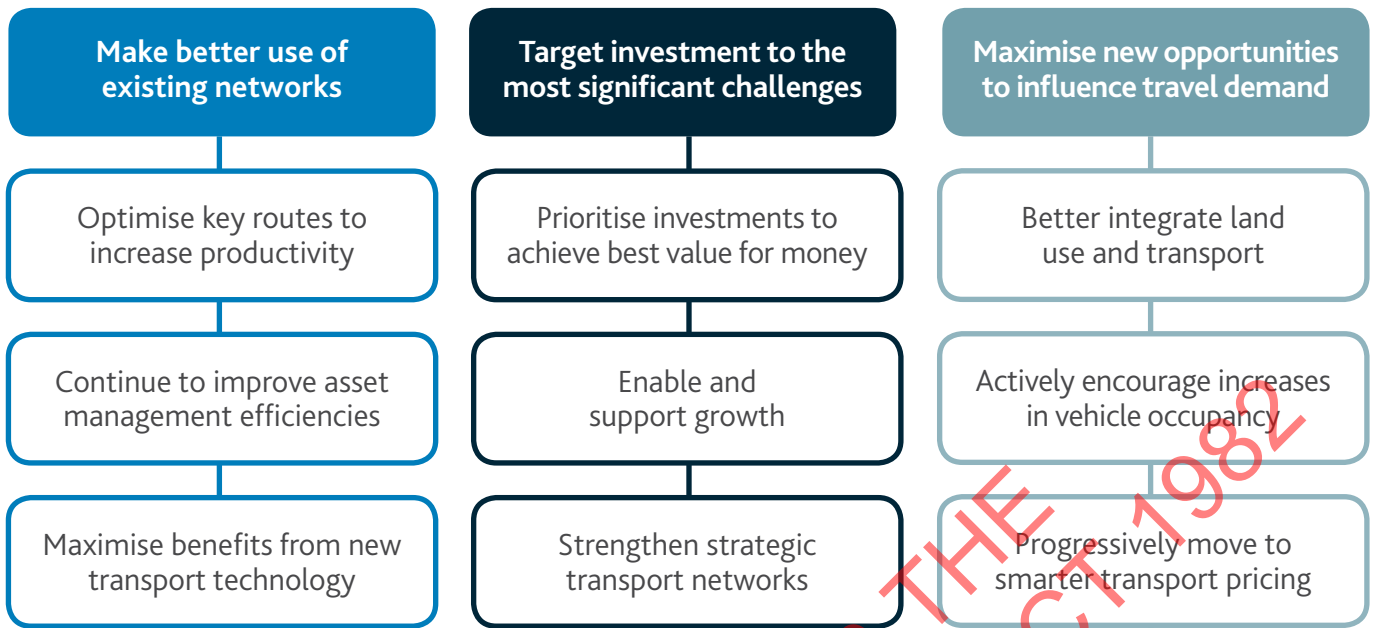 Make better use of
existing networks
Optimise key routes to
increase productivity
Continue to improve asset
management efficiencies
Maximise benefits from new
transport technology
Target investment to the
most significant challenges
Prioritise investments to
achieve best value for money
Enable and
support growth
Strengthen strategic
transport networks
Maximise new opportunities
to influence travel demand
Better integrate land
use and transport
Actively encourage increases
in vehicle occupancy
Progressively move to
smarter transport pricing
THE
CT 1982